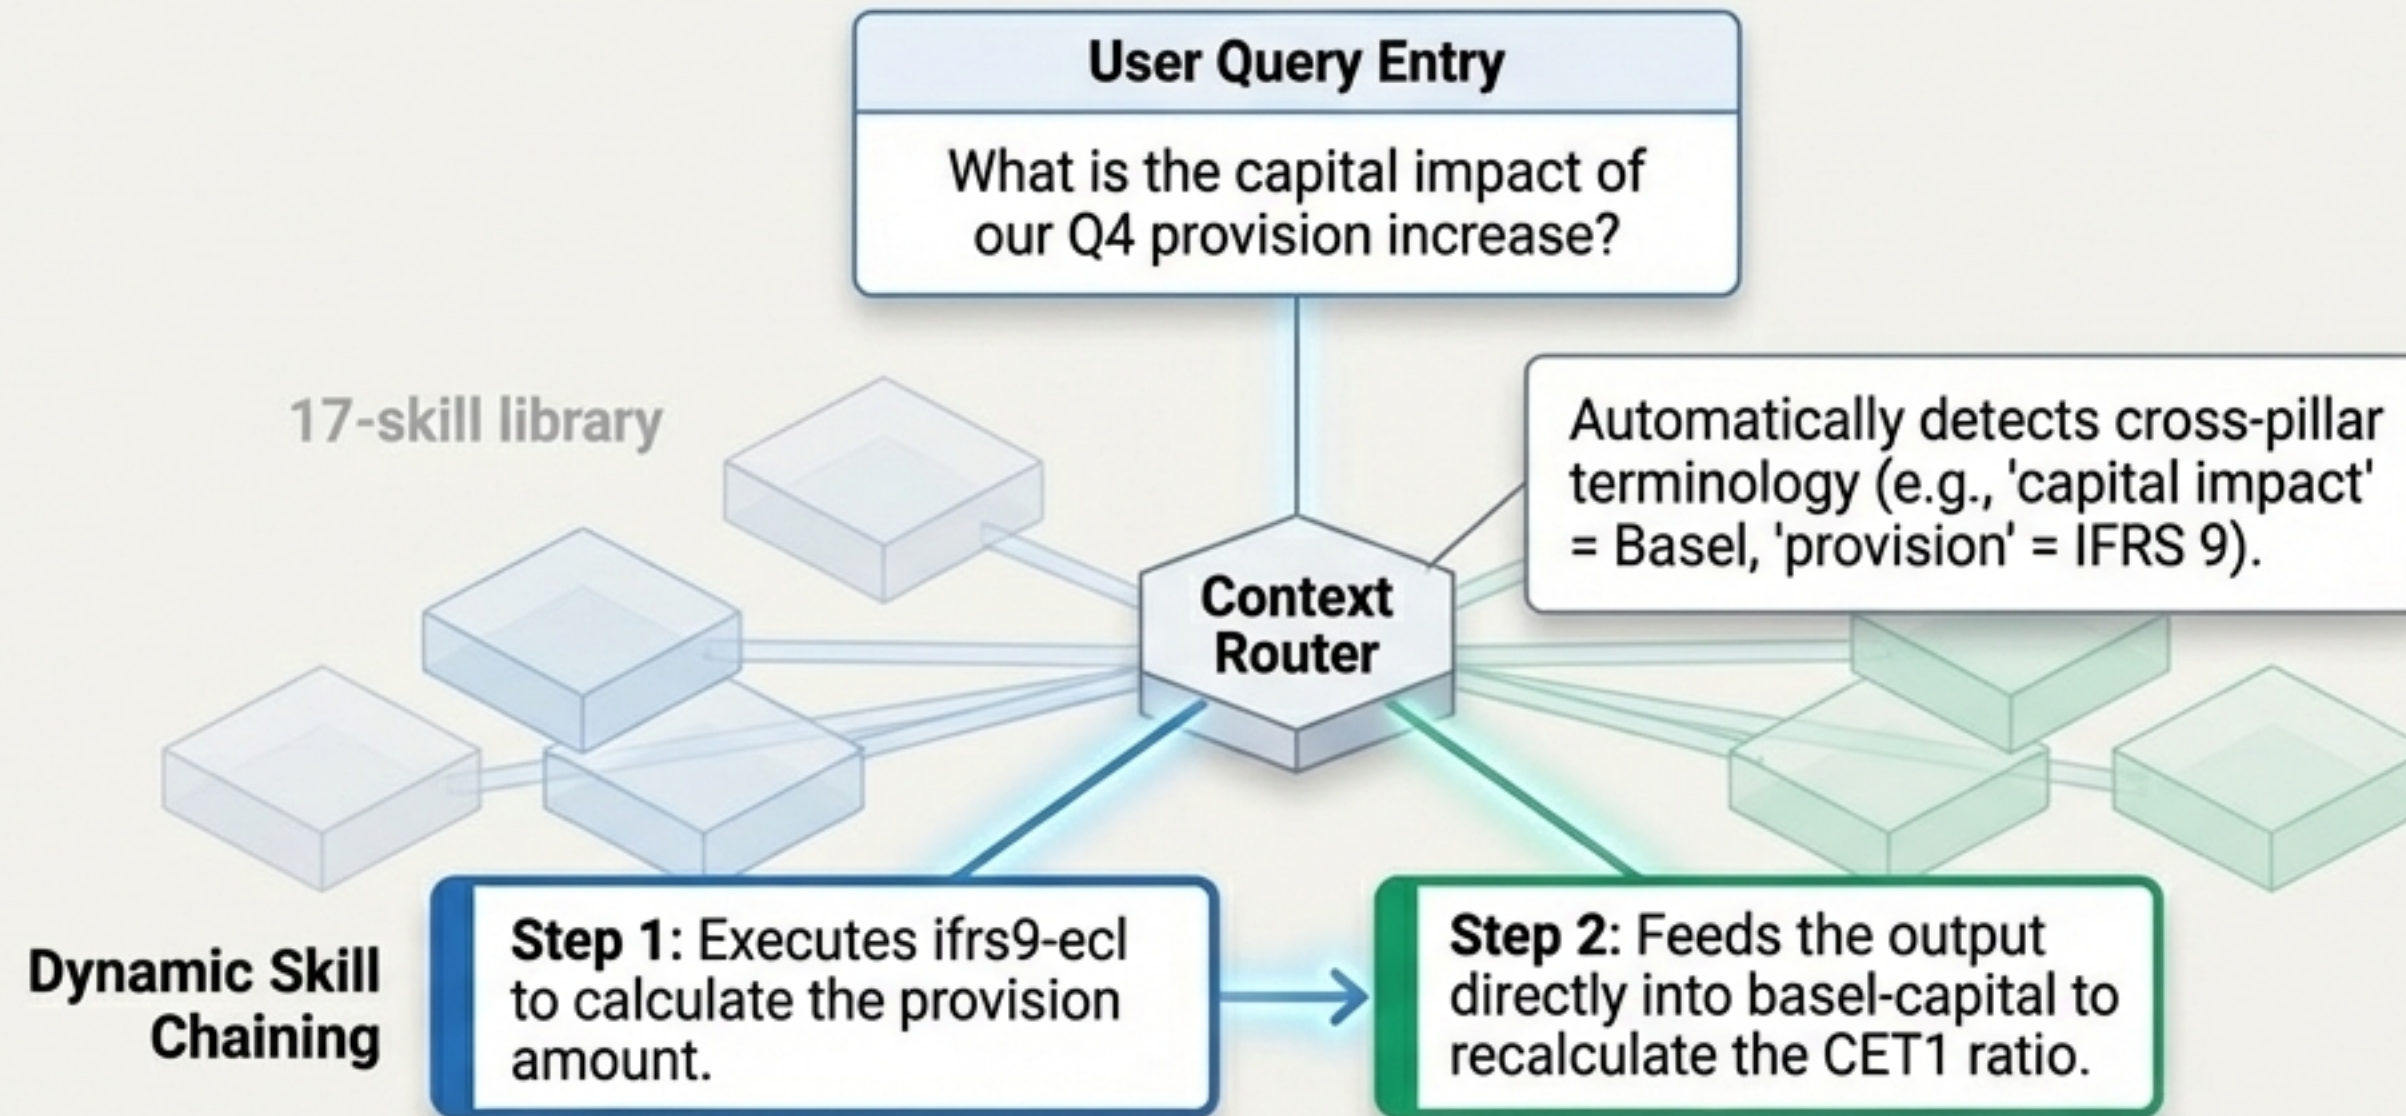 User Query Entry
What is the capital impact of
our Q4 provision increase?
17-skill library
Automatically detects cross-pillar
terminology (e.g., 'capital impact'
= Basel, 'provision' = IFRS 9).
Context
Router
Dynamic Skill
Chaining
Step 1: Executes ifrs9-ecl
to calculate the provision
amount.
Step 2: Feeds the output
directly into basel-capital to
recalculate the CET1 ratio.